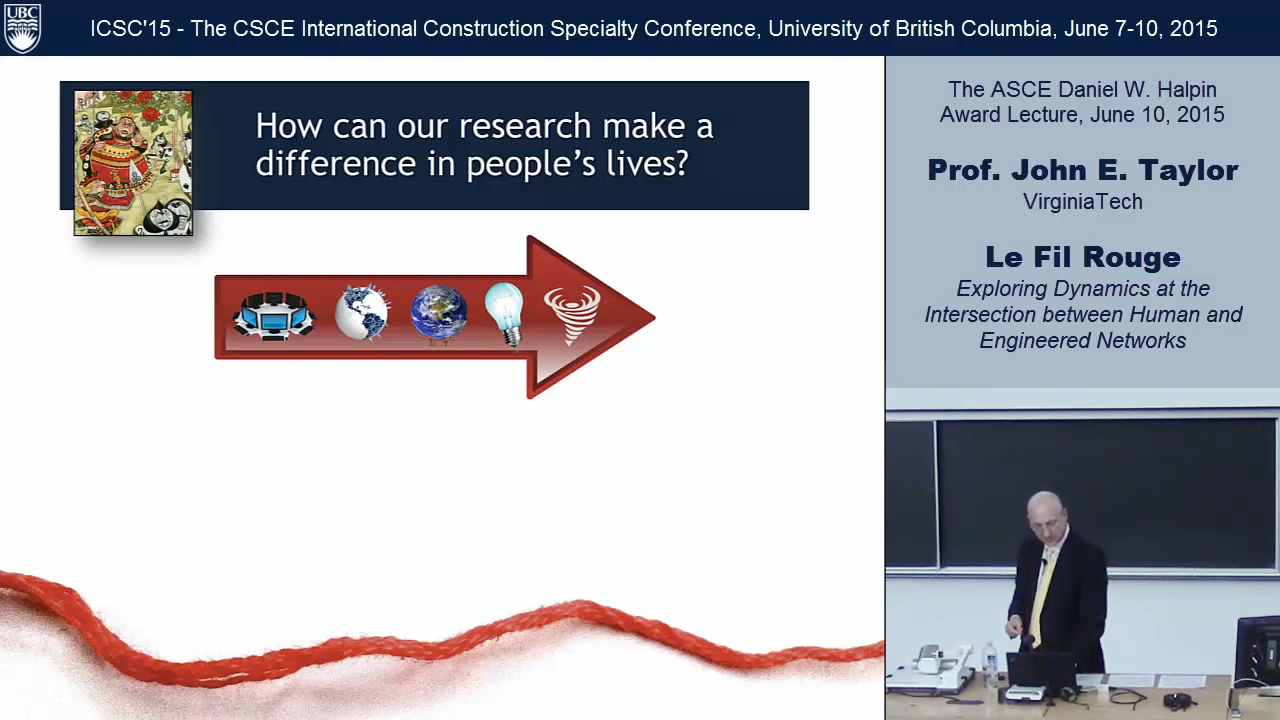 UBC
ICSC'15 - The CSCE International Construction Specialty Conference, University of British Columbia, June 7-10, 2015
How can our research make a
difference in people's lives?
The ASCE Daniel W. Halpin
Award Lecture, June 10, 2015
Prof. John E. Taylor
VirginiaTech
Le Fil Rouge
Exploring Dynamics at the
Intersection between Human and
Engineered Networks